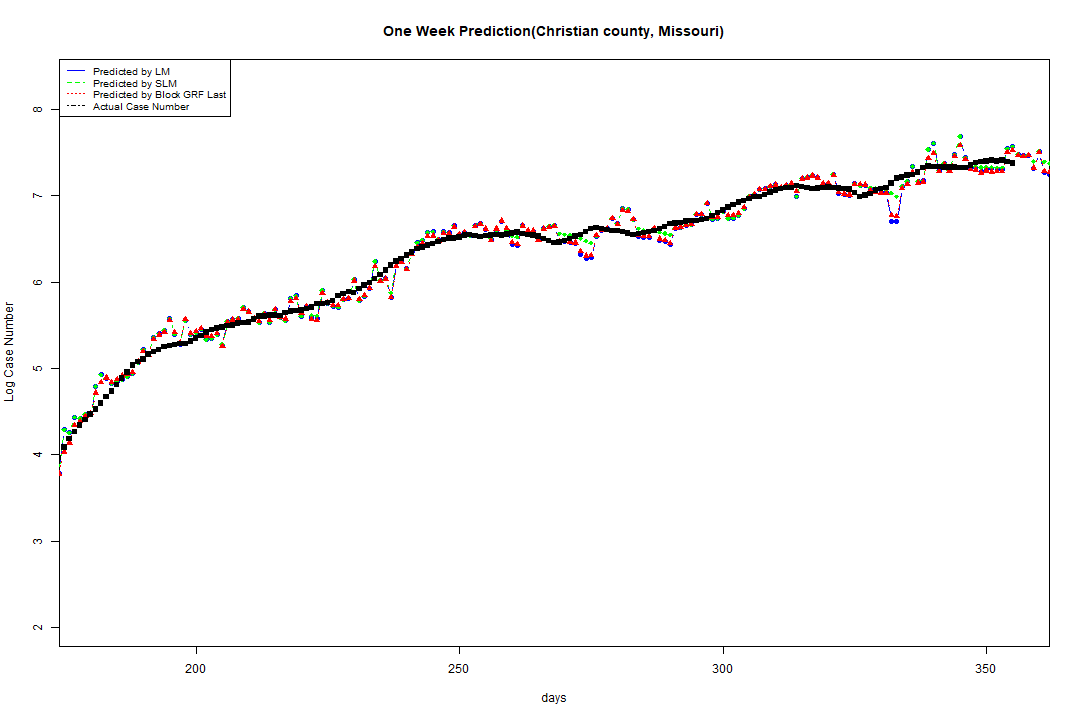 One Week Prediction(Christian county, Missouri)
Predicted by LM
Predicted by SLM
Predicted by Block GRF Last
Actual Case Number
8
7
6
5
4
3
2
Log Case Number
200 250 300 350
days